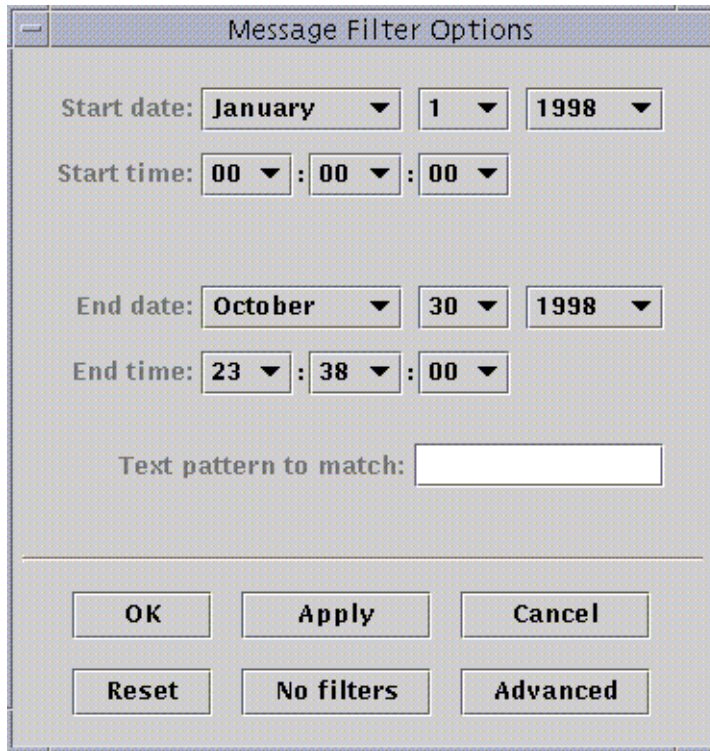 Message Filter Options
Start date: January 1 1998
Start time: 00 : 00 : 00
End date: October 30 1998
End time: 23 : 38 : 00
Text pattern to match:
OK Apply Cancel
Reset No filters Advanced